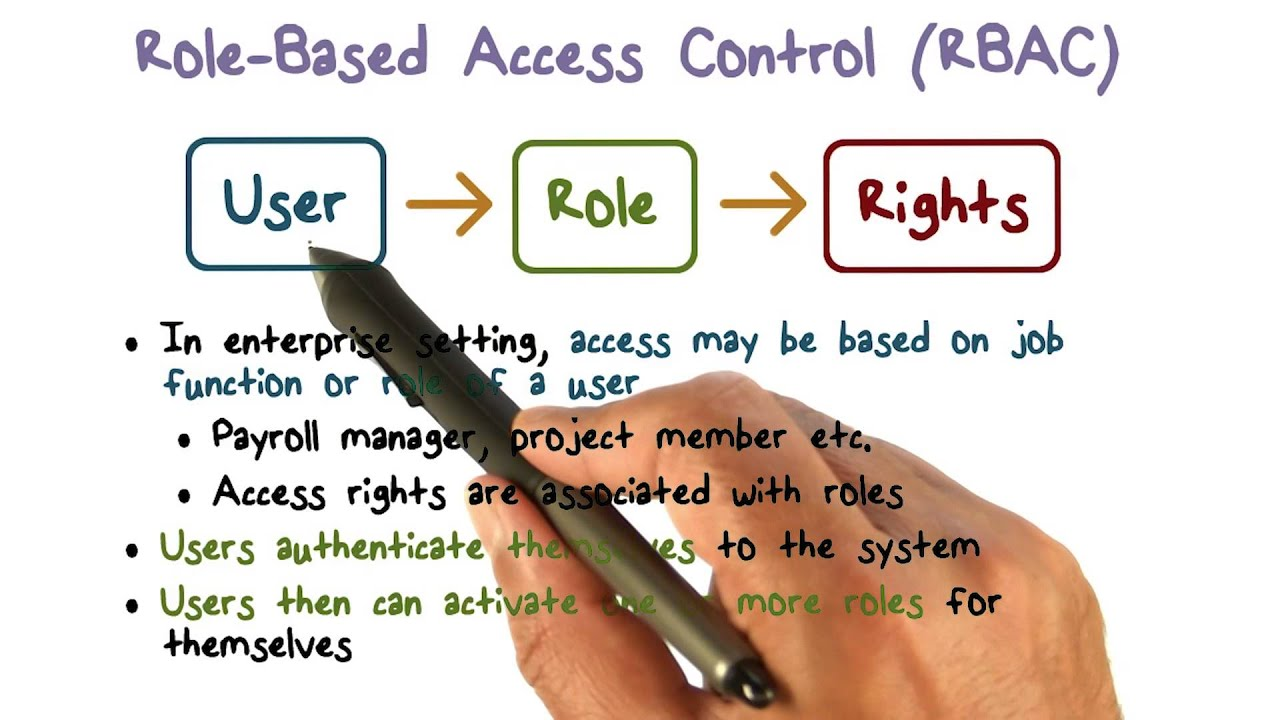 Role-Based Access Control (RBAC)
User Role Rights
• In enterprise setting, access may be based on job
function or role of a user
• Payroll manager, project member etc.
• Access rights are associated with roles
• Users authenticate themselves to the system
• Users then can activate one or more roles for
themselves